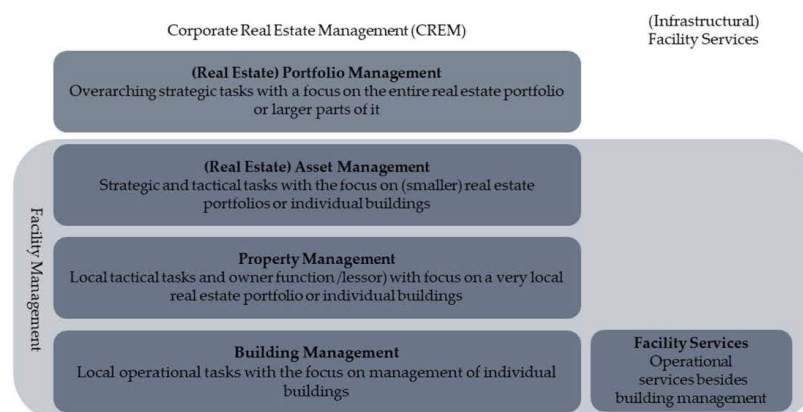 Corporate Real Estate Management (CREM)
(Infrastructural)
Facility Services
(Real Estate) Portfolio Management
Overarching strategic tasks with a focus on the entire real estate portfolio
or larger parts of it
Facility Management
(Real Estate) Asset Management
Strategic and tactical tasks with the focus on (smaller) real estate
portfolios or individual buildings
Property Management
Local tactical tasks and owner function /lessor) with focus on a very local
real estate portfolio or individual buildings
Building Management
Local operational tasks with the focus on management of individual
buildings
Facility Services
Operational
services besides
building management